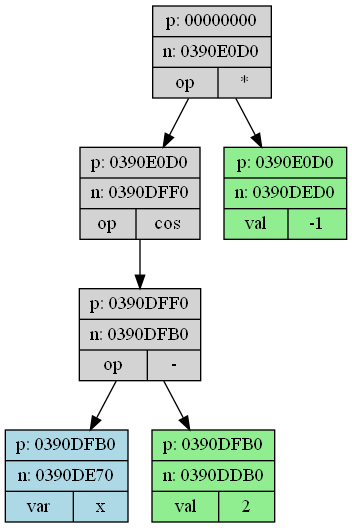 p: 00000000
n: 0390E0D0
op *
p: 0390E0D0
n: 0390DFF0
op cos
p: 0390E0D0
n: 0390DED0
val -1
p: 0390DFF0
n: 0390DFB0
op -
p: 0390DFB0
n: 0390DE70
var x
p: 0390DFB0
n: 0390DDB0
val 2